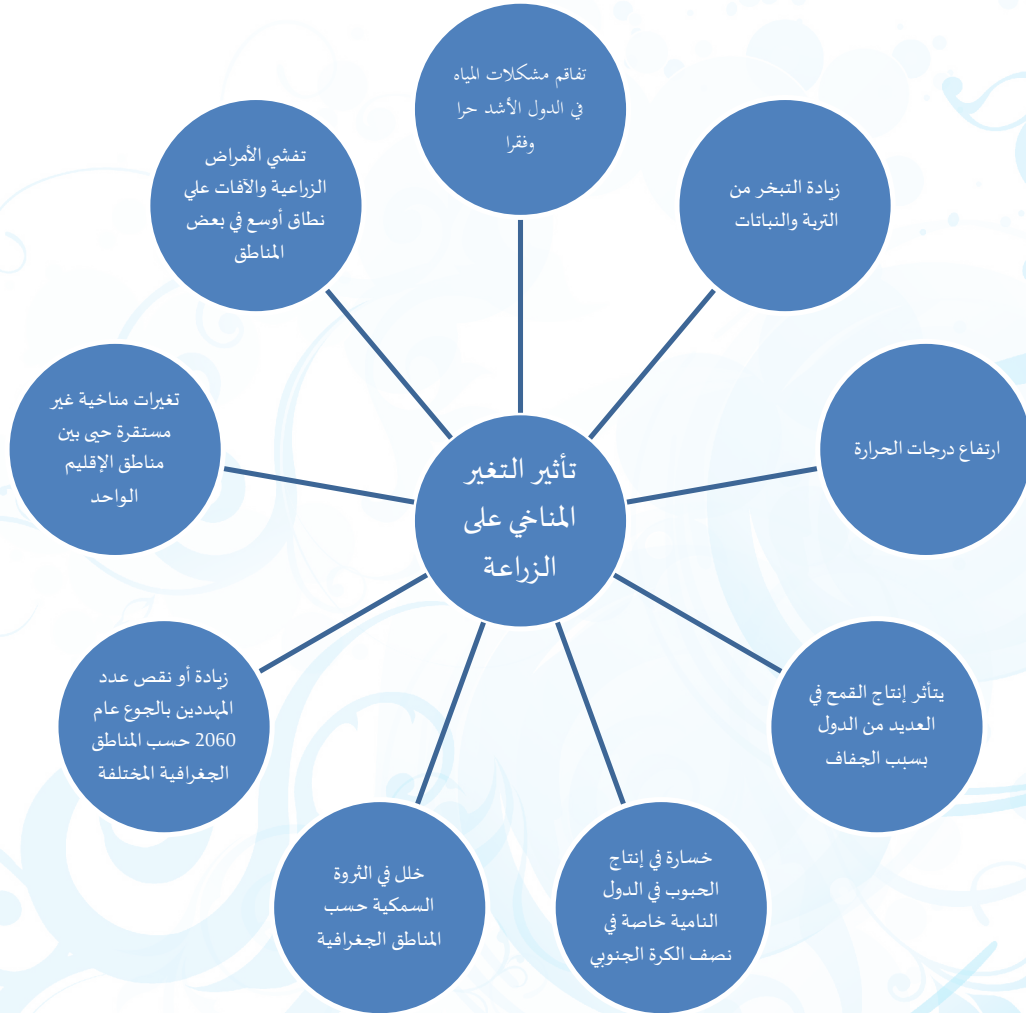 تفاقم مشكلات المياه
في الدول الأشد حرا
وفقرا
زيادة التبخر من
التربة والنباتات
ارتفاع درجات الحرارة
يتأثر إنتاج القمح في
العديد من الدول
بسبب الجفاف
خسارة في إنتاج
الحبوب في الدول
النامية خاصة في
نصف الكرة الجنوبي
خلل في الثروة
السمكية حسب
المناطق الجغرافية
زيادة أو نقص عدد
المهددين بالجوع عام
2060 حسب المناطق
الجغرافية المختلفة
تغيرات مناخية غير
مستقرة حيى بين
مناطق الإقليم
الواحد
تفشي الأمراض
الزراعية والآفات علي
نطاق أوسع في بعض
المناطق
تأثير التغير
المناخي على
الزراعة